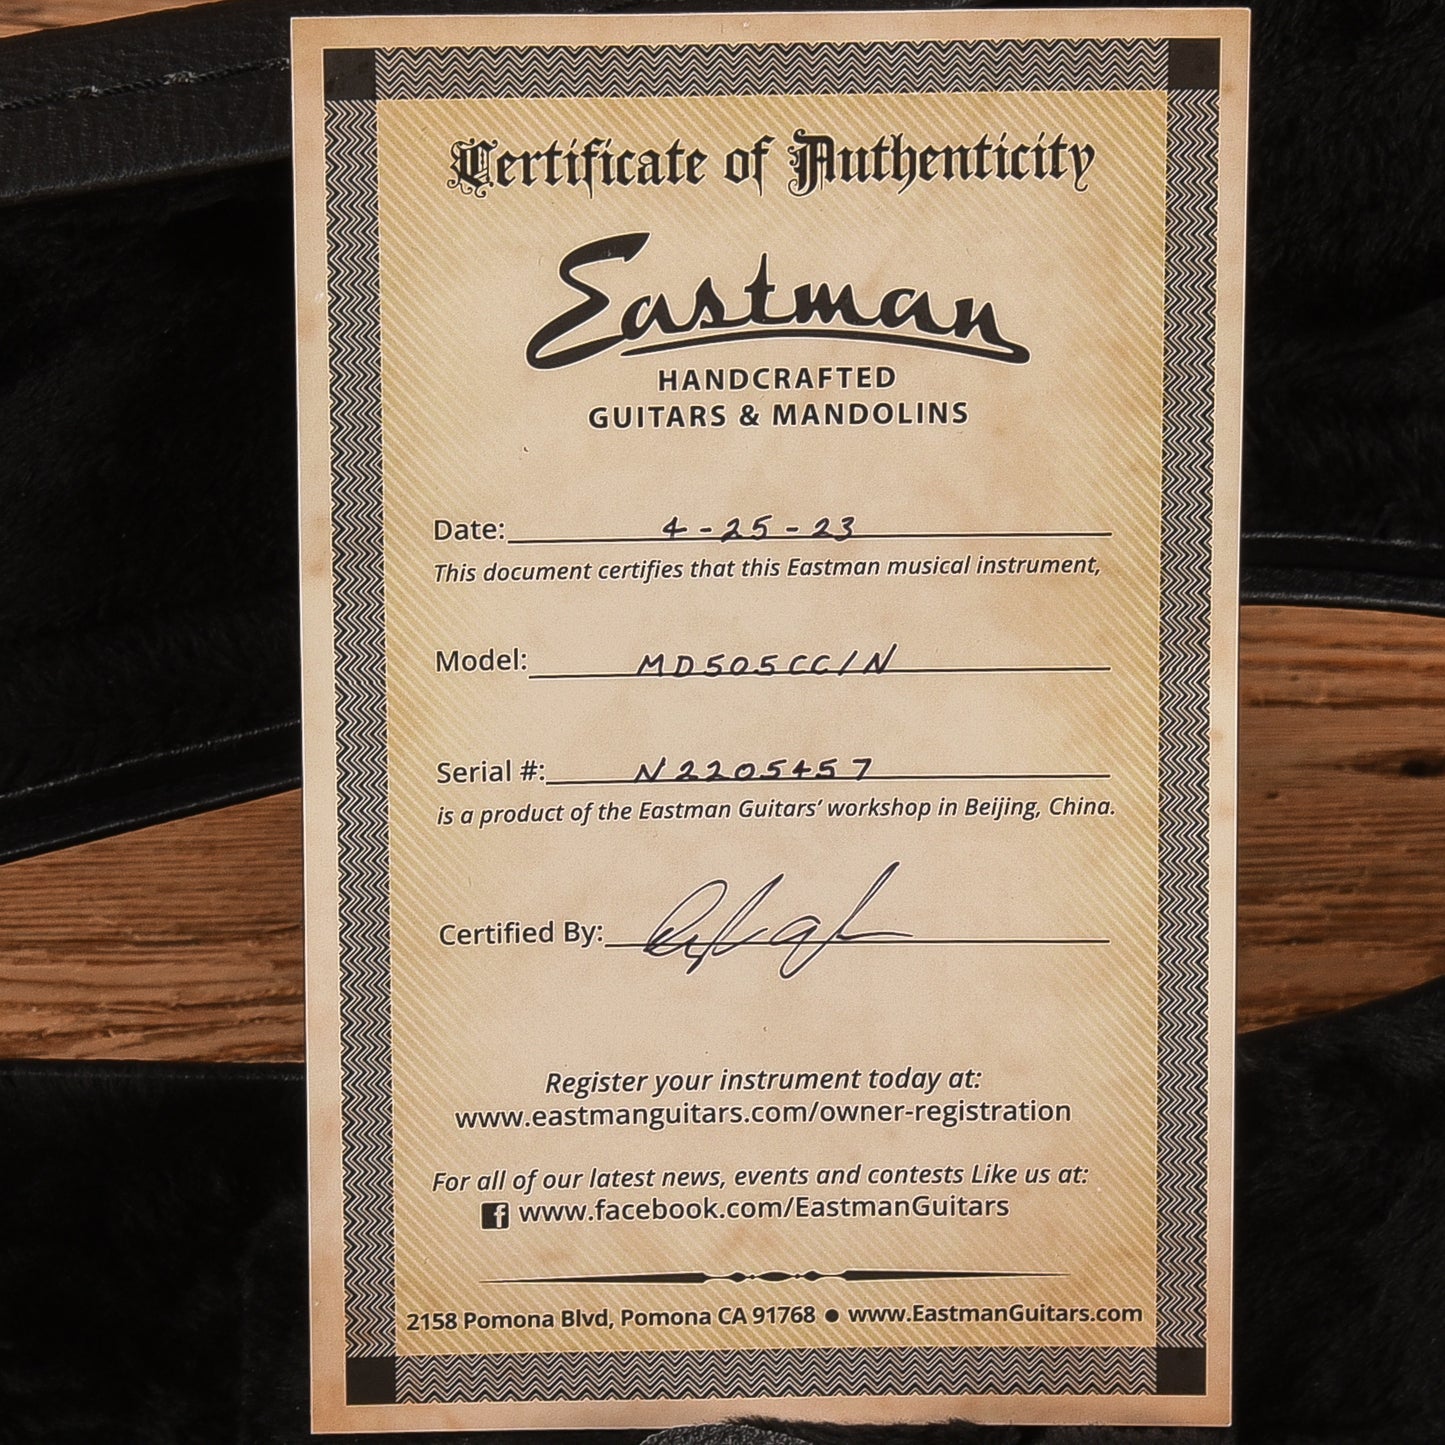 Certificate of Authenticity
Eastman
HANDCRAFTED
GUITARS & MANDOLINS
Date: 4-25-23
This document certifies that this Eastman musical instrument,
Model: MD505CC/N
Serial #: N2205457
is a product of the Eastman Guitars’ workshop in Beijing, China.
Certified By:
Register your instrument today at:
www.eastmanguitars.com/owner-registration
For all of our latest news, events and contests Like us at:
f www.facebook.com/EastmanGuitars
2158 Pomona Blvd, Pomona CA 91768 ● www.EastmanGuitars.com